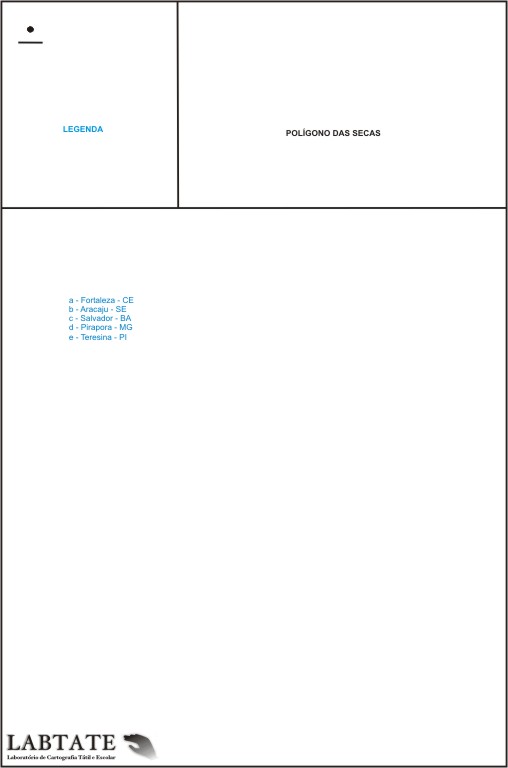 LEGENDA
POLÍGONO DAS SECAS
a - Fortaleza - CE
b - Aracaju - SE
c - Salvador - BA
d - Pirapora - MG
e - Teresina - PI
LABTATE
Laboratório de Cartografia Tátil e Escolar